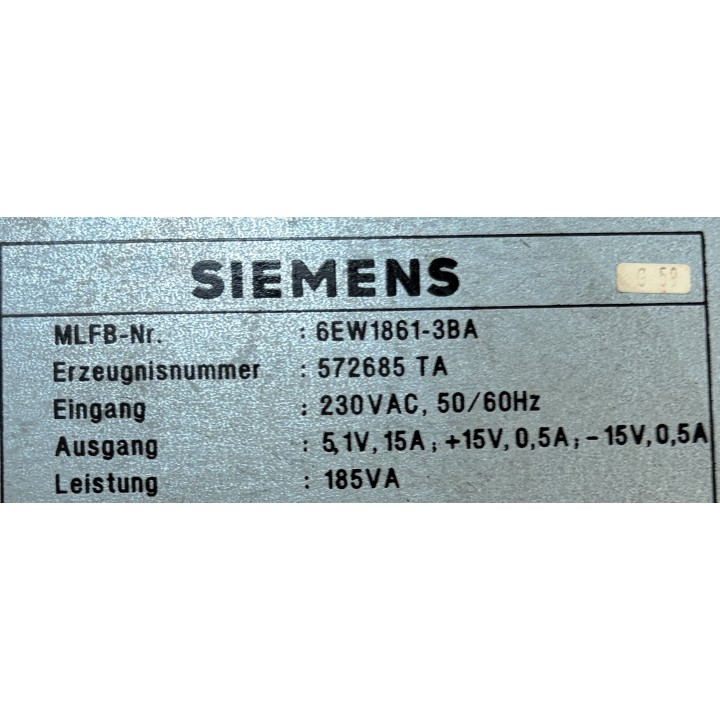 SIEMENS
MLFB-Nr. : 6EW1861-3BA
Erzeugnisnummer : 572685 TA
Eingang : 230VAC, 50/60Hz
Ausgang : 5,1V, 15A; +15V, 0,5A; -15V, 0,5A
Leistung : 185VA